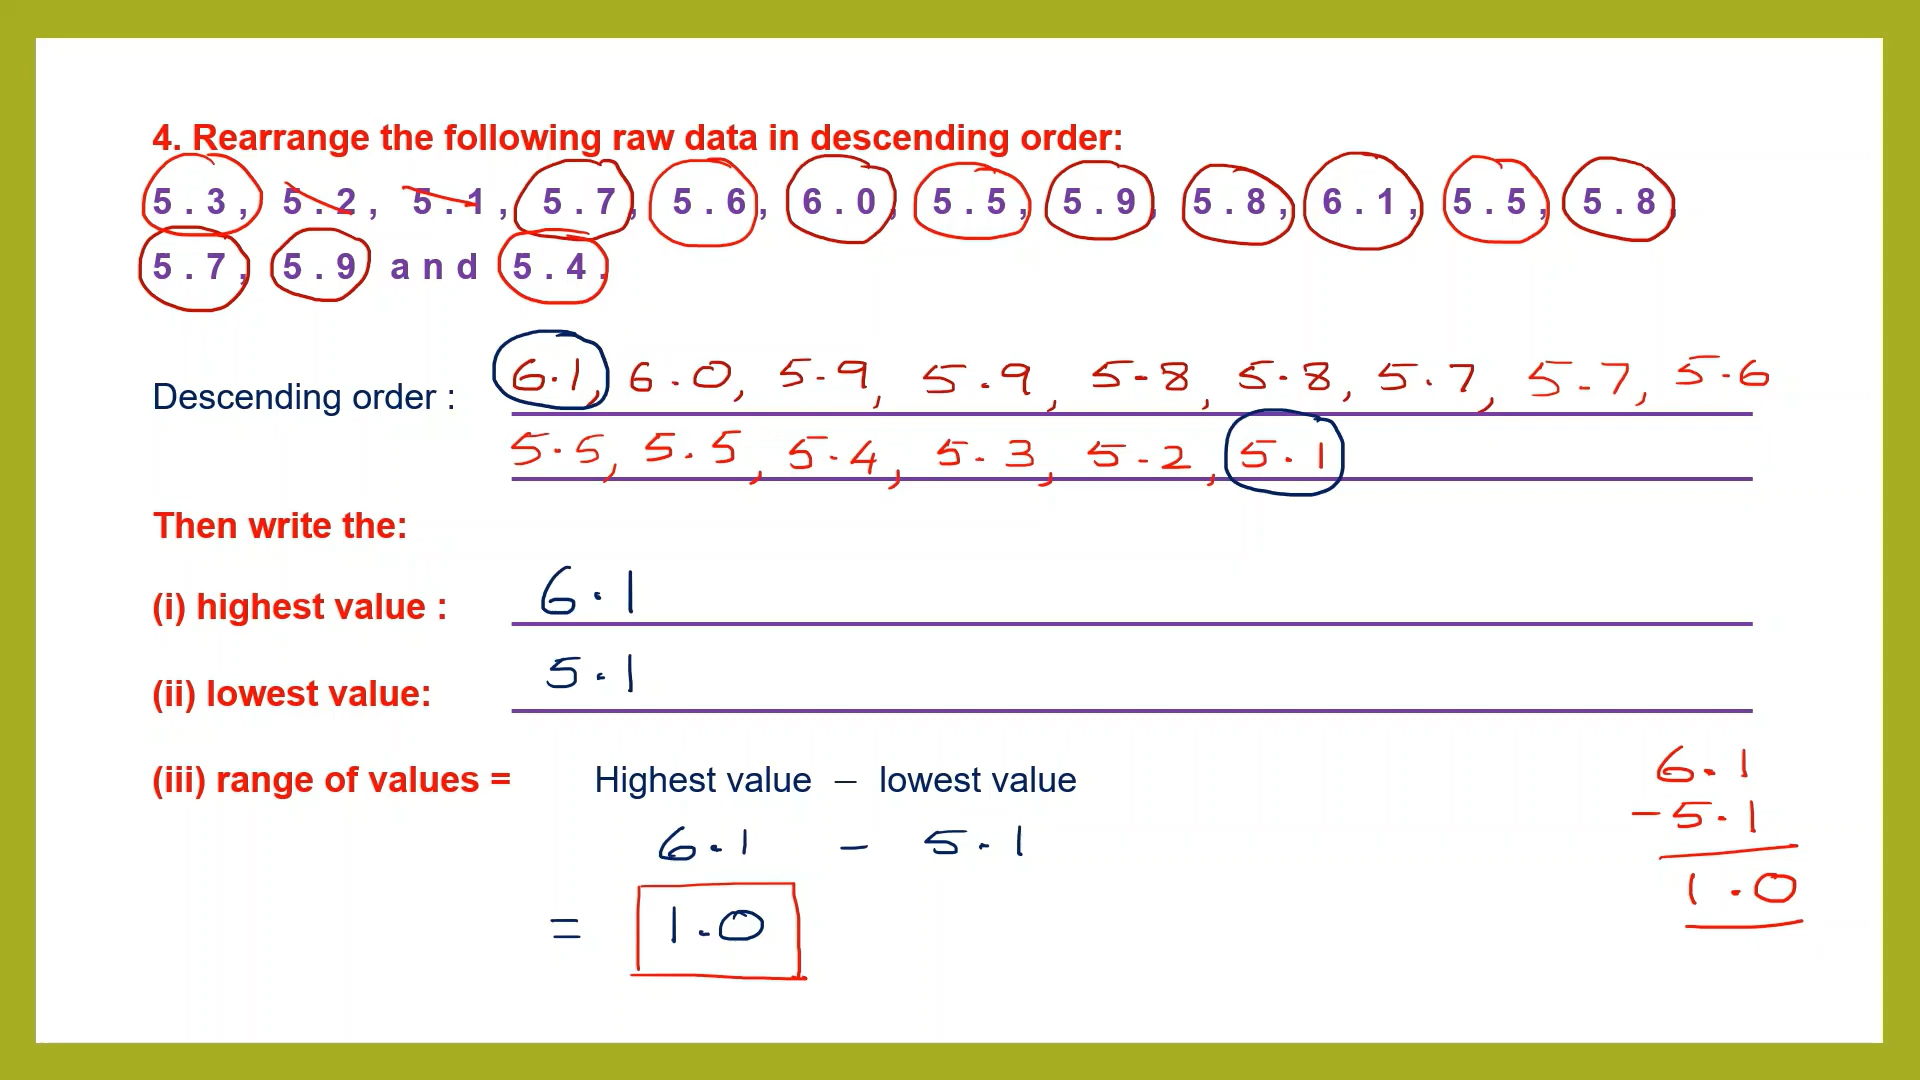 4. Rearrange the following raw data in descending order:
5.3, 5.2, 5.1, 5.7, 5.6, 6.0, 5.5, 5.9, 5.8, 6.1, 5.5, 5.8,
5.7, 5.9 and 5.4.
Descending order : 6.1, 6.0, 5.9, 5.9, 5.8, 5.8, 5.7, 5.7, 5.6
5.5, 5.5, 5.4, 5.3, 5.2, 5.1
Then write the:
(i) highest value : 6.1
(ii) lowest value: 5.1
(iii) range of values = Highest value – lowest value
6.1 - 5.1
= 1.0
6.1
- 5.1
1.0